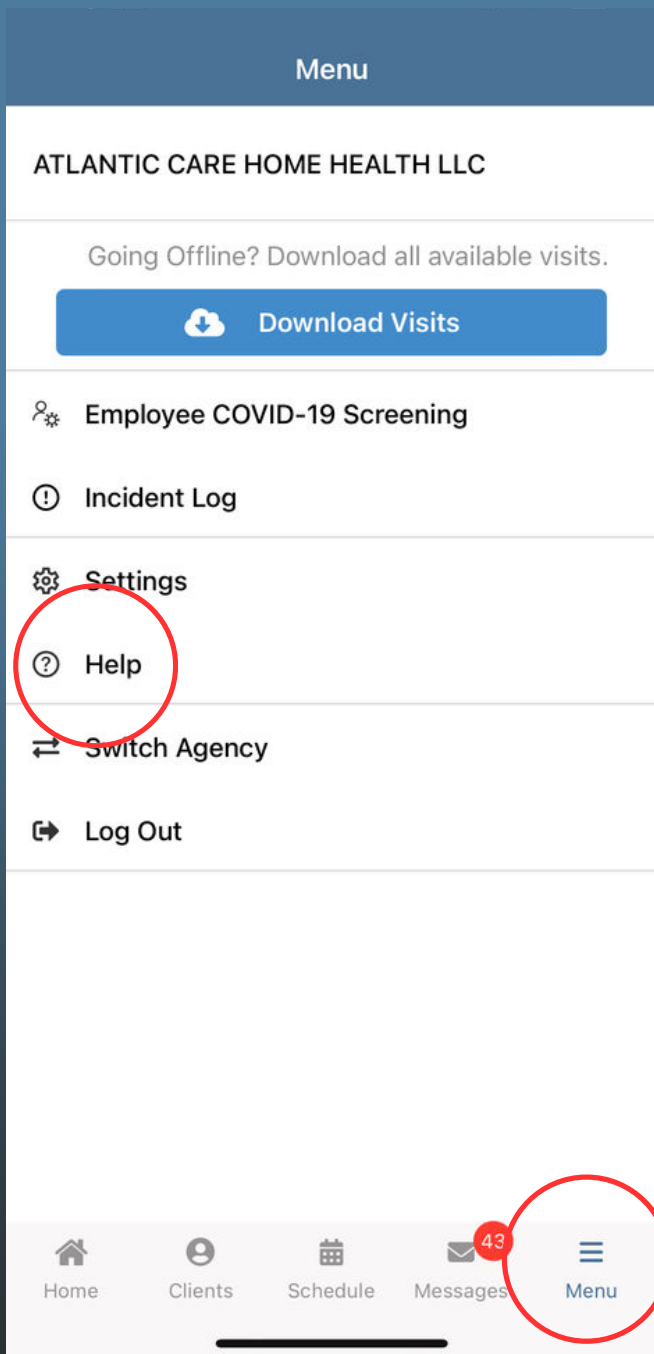 Menu
ATLANTIC CARE HOME HEALTH LLC
Going Offline? Download all available visits.
Download Visits
Employee COVID-19 Screening
Incident Log
Settings
Help
Switch Agency
Log Out
43
Home Clients Schedule Messages Menu